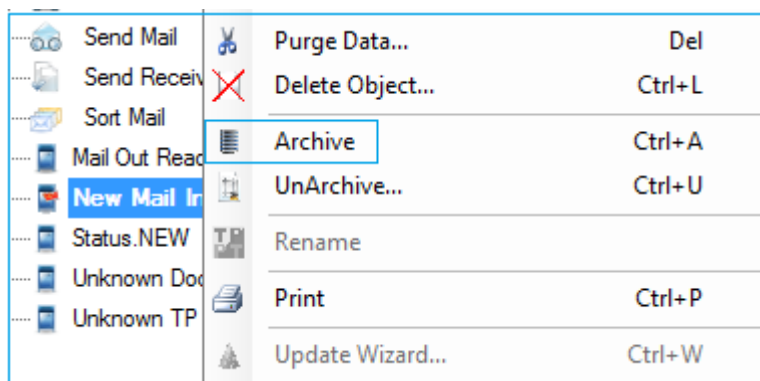 Send Mail
Send Receiv
Sort Mail
Mail Out Read
New Mail In
Status.NEW
Unknown Doc
Unknown TP
Purge Data... Del
Delete Object... Ctrl+L
Archive Ctrl+A
UnArchive... Ctrl+U
Rename
Print Ctrl+P
Update Wizard... Ctrl+W